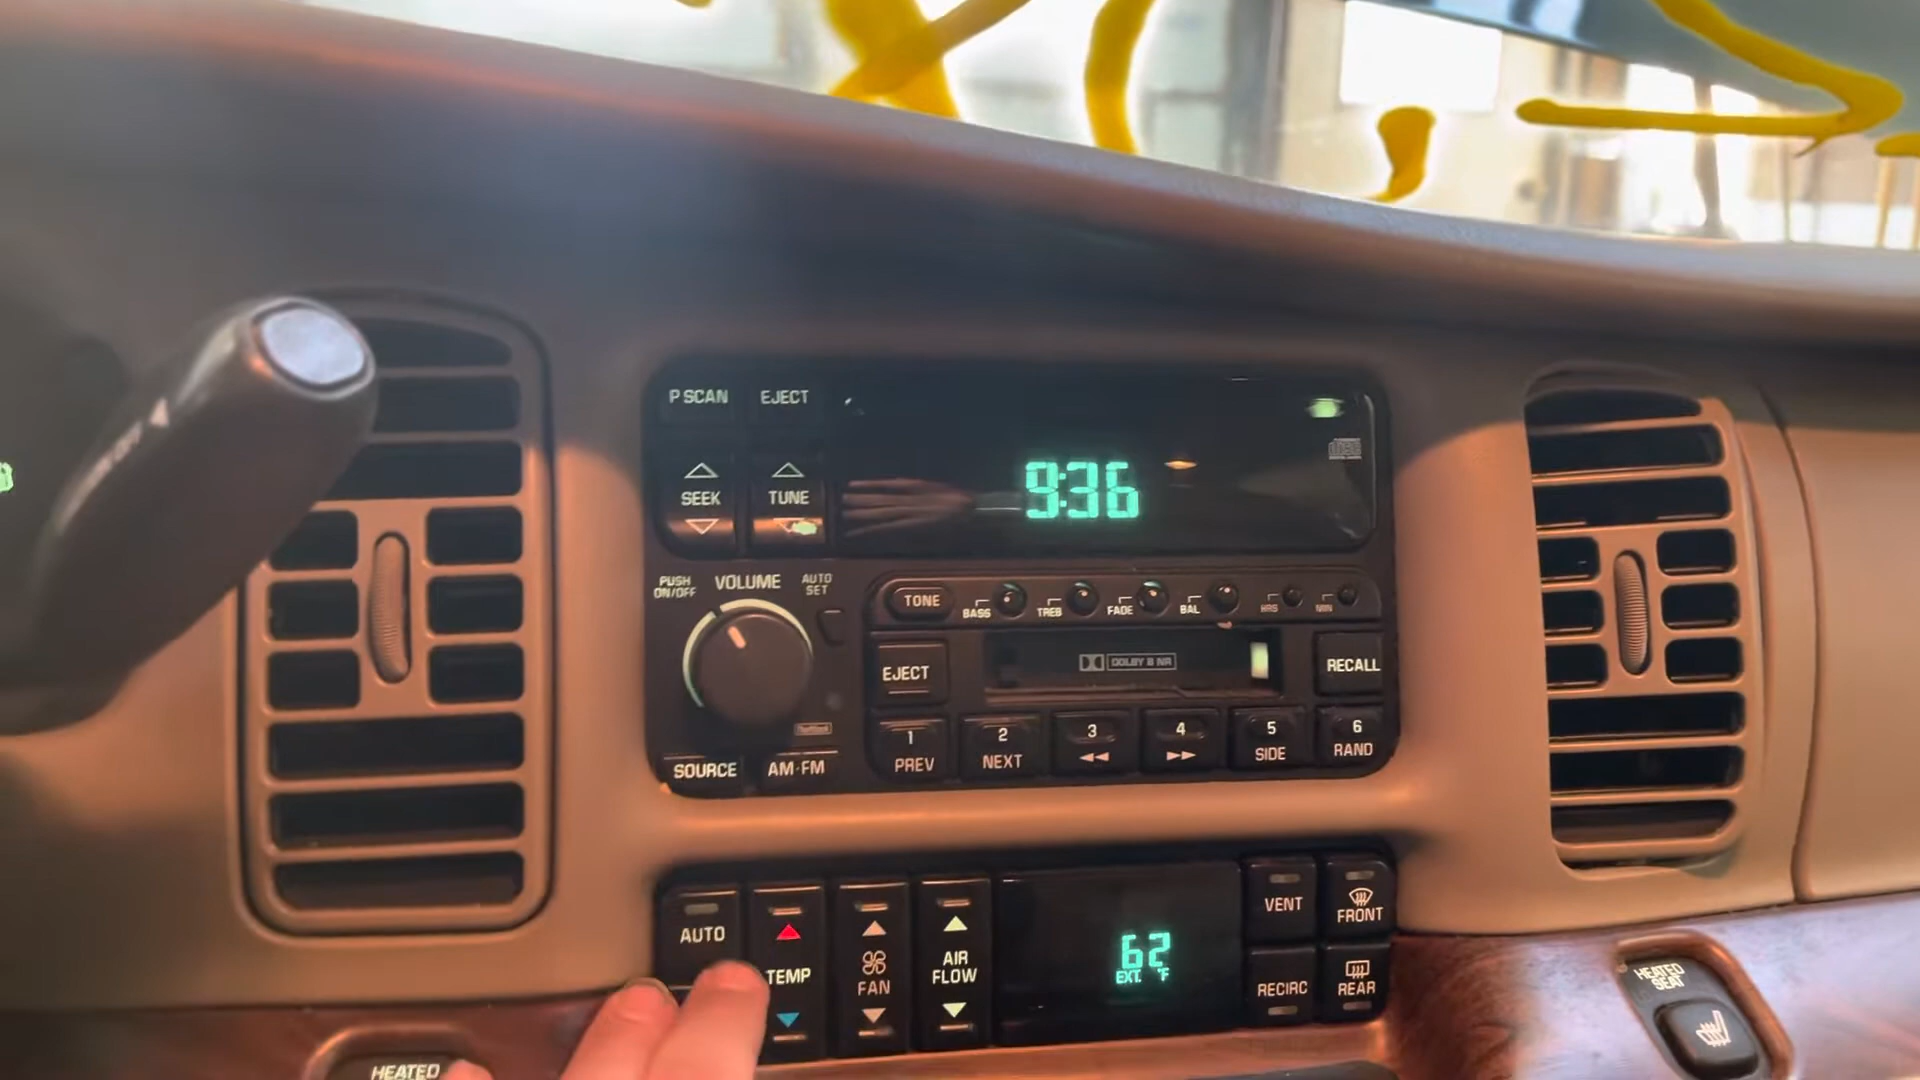 P SCAN
EJECT
SEEK
TUNE
9:36
PUSH
ON/OFF
VOLUME
AUTO
SET
TONE
BASS
TREB
FADE
BAL
HRS
MIN
EJECT
DOLBY B NR
RECALL
1
PREV
2
NEXT
3
4
5
SIDE
6
RAND
SOURCE
AM-FM
AUTO
TEMP
FAN
AIR
FLOW
62
EXT. °F
VENT
FRONT
RECIRC
REAR
HEATED
SEAT
HEATED